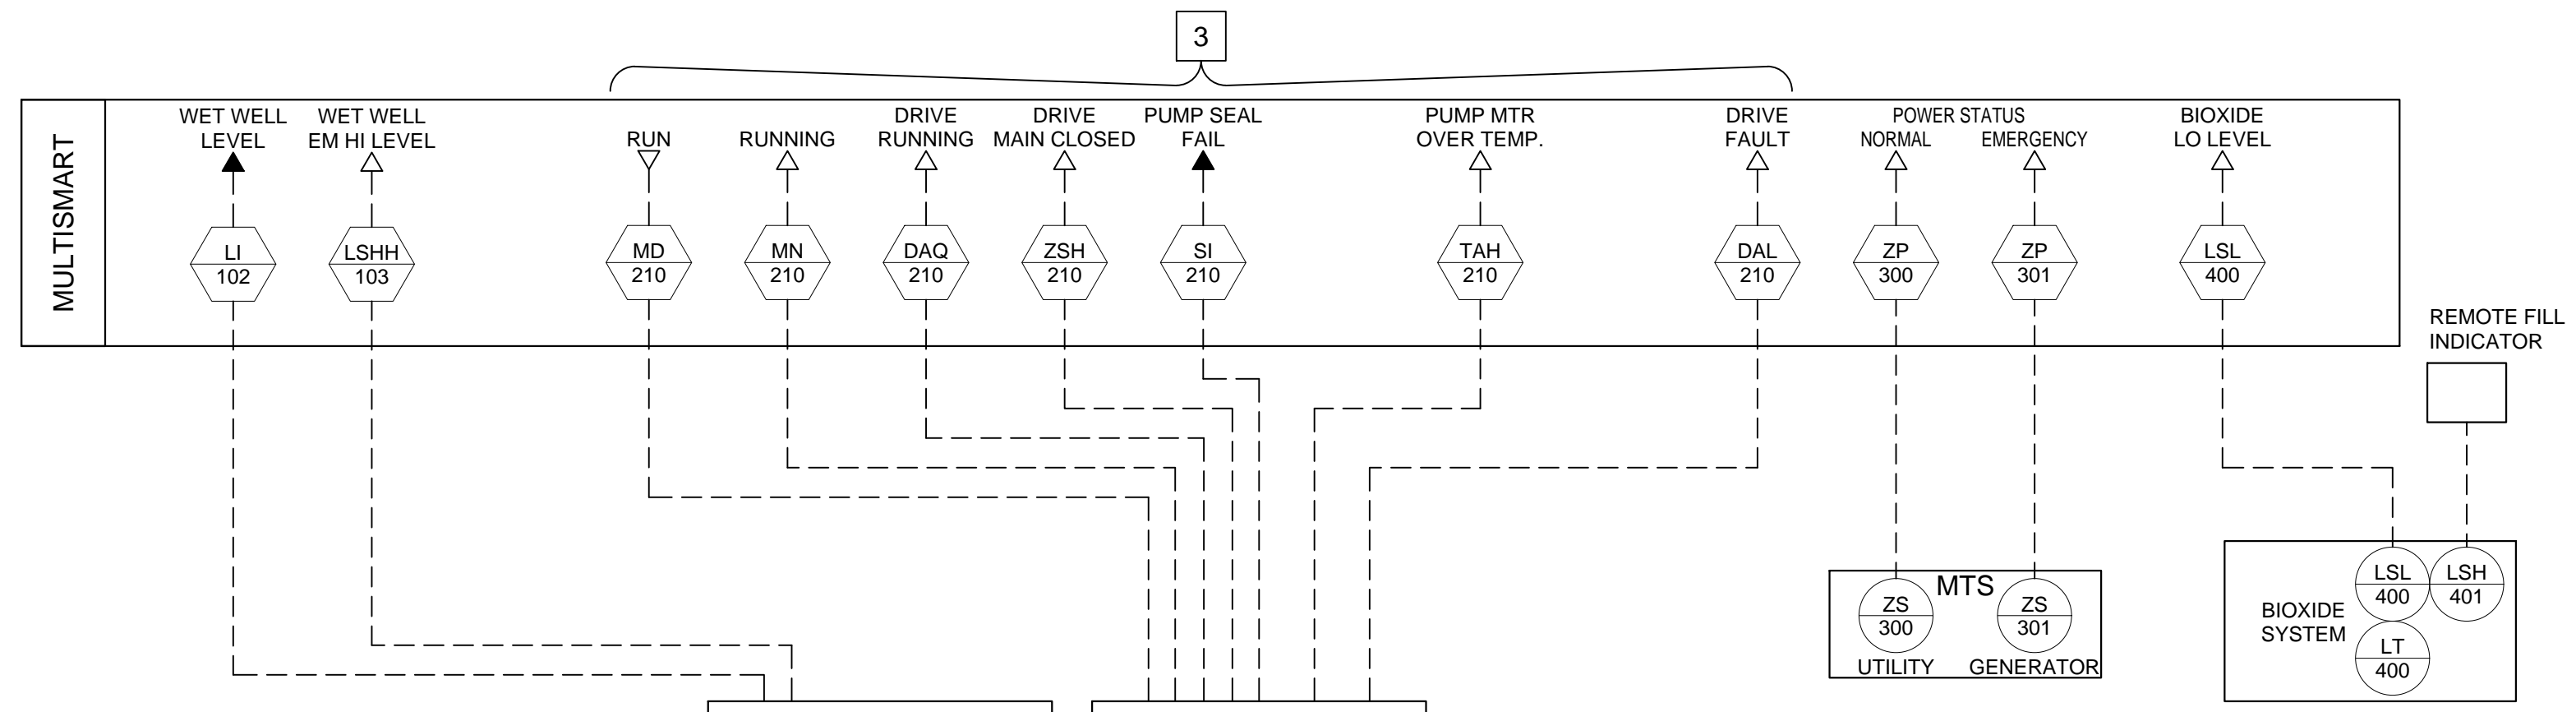 3
MULTISMART
WET WELL
LEVEL
WET WELL
EM HI LEVEL
RUN
RUNNING
DRIVE
RUNNING
DRIVE
MAIN CLOSED
PUMP SEAL
FAIL
PUMP MTR
OVER TEMP.
DRIVE
FAULT
POWER STATUS
NORMAL
EMERGENCY
BIOXIDE
LO LEVEL
LI
102
LSHH
103
MD
210
MN
210
DAQ
210
ZSH
210
SI
210
TAH
210
DAL
210
ZP
300
ZP
301
LSL
400
REMOTE FILL
INDICATOR
MTS
ZS
300
ZS
301
UTILITY
GENERATOR
BIOXIDE
SYSTEM
LSL
400
LSH
401
LT
400